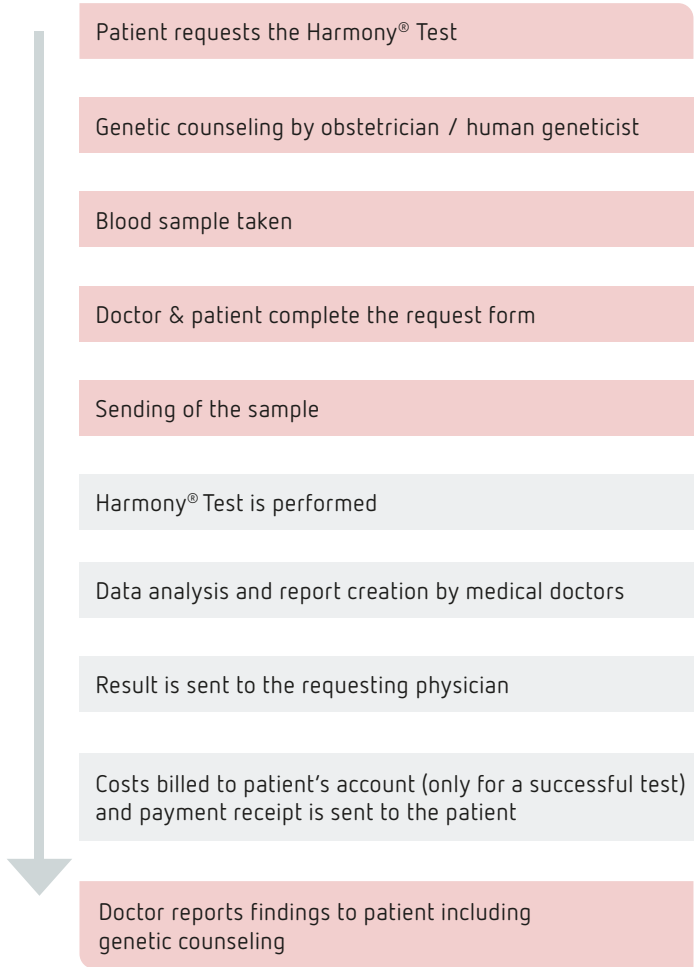 Patient requests the Harmony® Test
Genetic counseling by obstetrician / human geneticist
Blood sample taken
Doctor & patient complete the request form
Sending of the sample
Harmony® Test is performed
Data analysis and report creation by medical doctors
Result is sent to the requesting physician
Costs billed to patient’s account (only for a successful test)
and payment receipt is sent to the patient
Doctor reports findings to patient including
genetic counseling